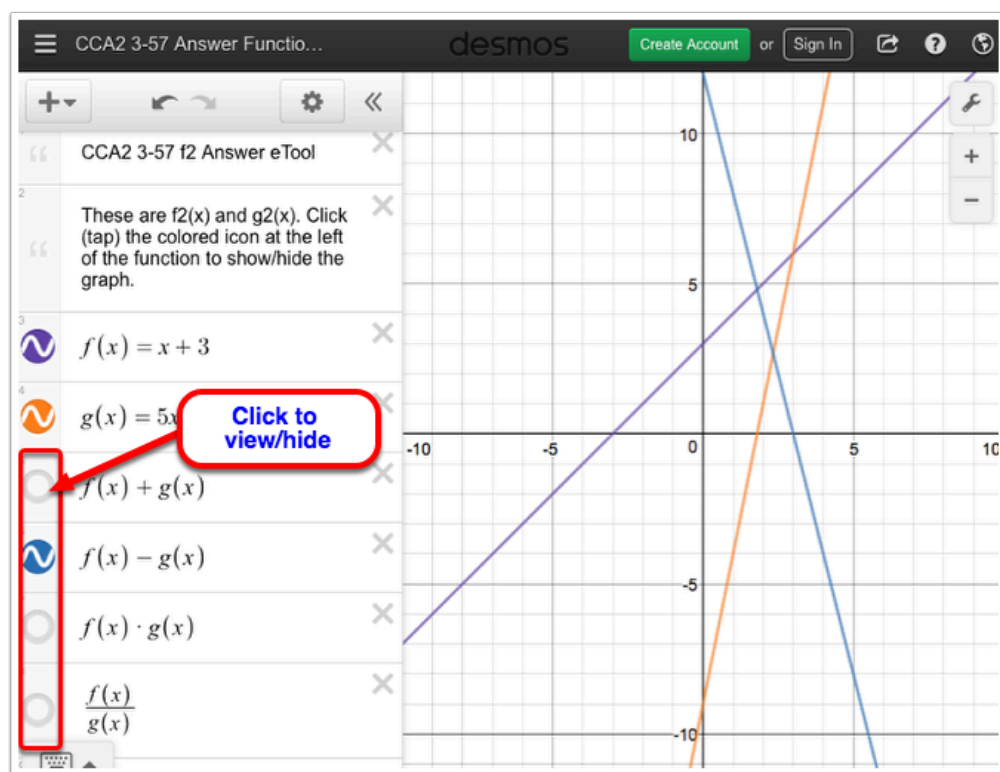 CCA2 3-57 Answer Functio...
desmos
Create Account or Sign In
CCA2 3-57 f2 Answer eTool
2
These are f2(x) and g2(x). Click
(tap) the colored icon at the left
of the function to show/hide the
graph.
3
f(x) = x + 3
4
g(x) = 5x
Click to
view/hide
f(x) + g(x)
f(x) − g(x)
f(x) · g(x)
f(x)
g(x)
10
5
-10 -5 0 5 10
-5
-10